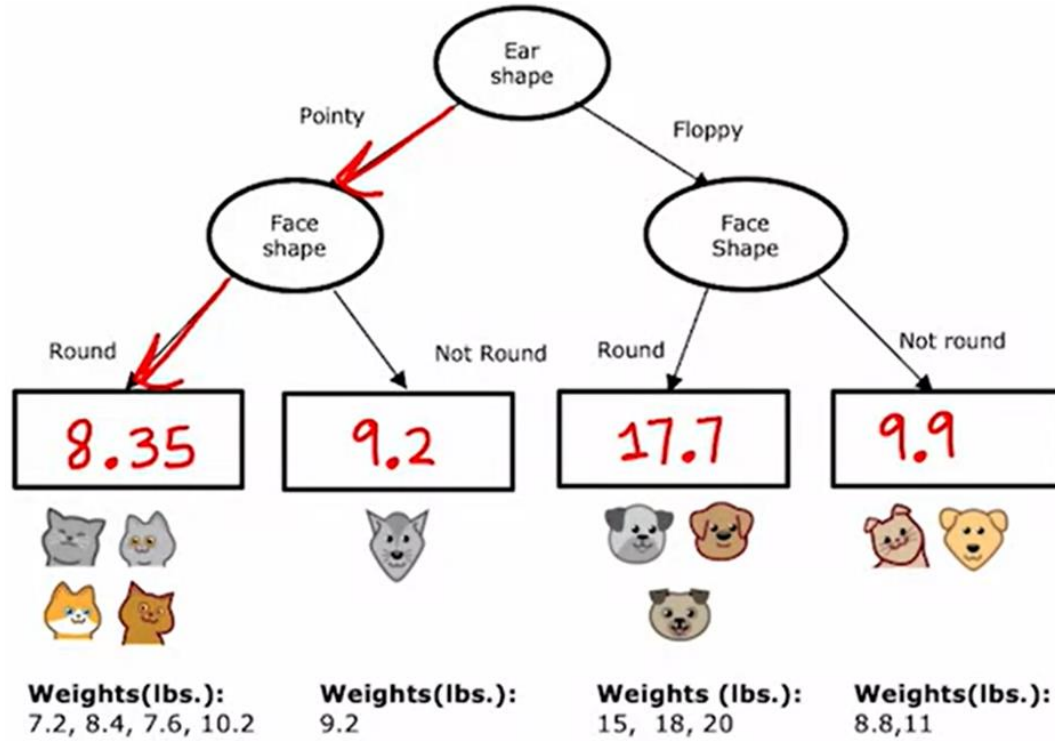 Ear
shape
Pointy
Floppy
Face
shape
Face
Shape
Round
Not Round
Round
Not round
8.35
9.2
17.7
9.9
Weights(lbs.):
7.2, 8.4, 7.6, 10.2
Weights(lbs.):
9.2
Weights (lbs.):
15, 18, 20
Weights(lbs.):
8.8,11